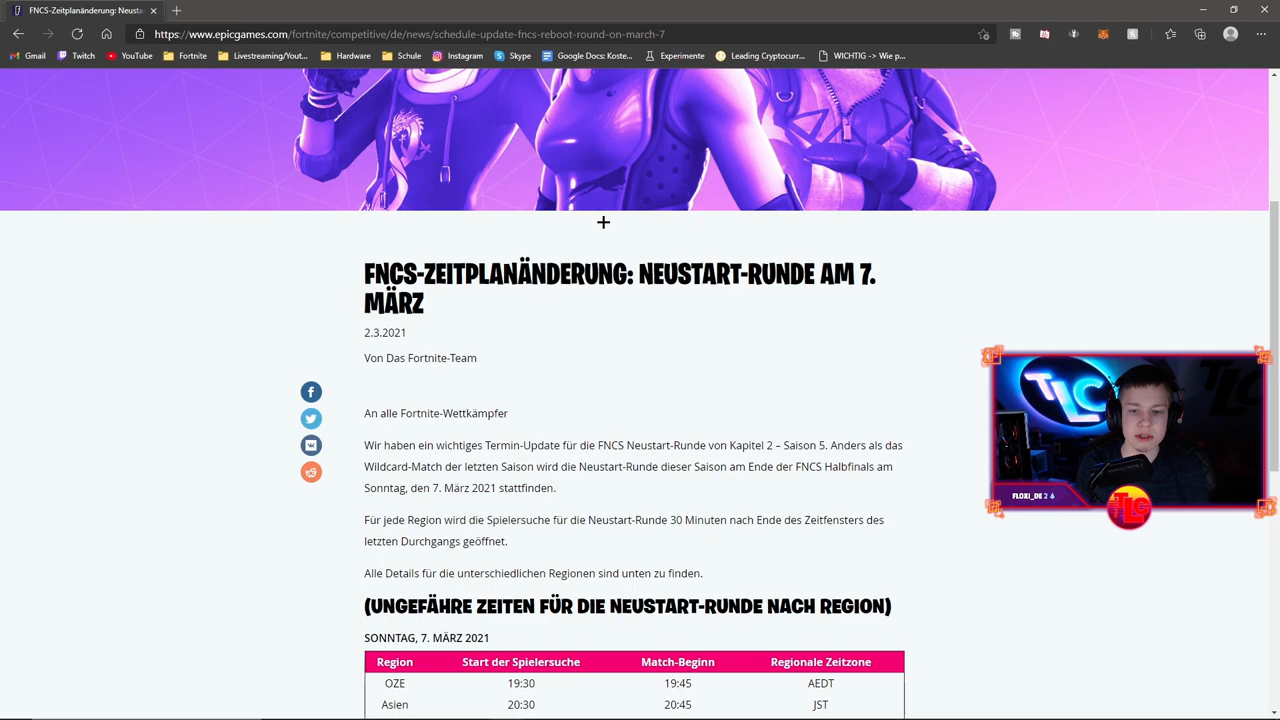 FNCS-Zeitplanänderung: Neusta
https://www.epicgames.com/fortnite/competitive/de/news/schedule-update-fncs-reboot-round-on-march-7
Gmail Twitch YouTube Fortnite Livestreaming/Yout... Hardware Schule Instagram Skype Google Docs: Koste... Experimente Leading Cryptocurr... WICHTIG -> Wie p...
FNCS-ZEITPLANÄNDERUNG: NEUSTART-RUNDE AM 7.
MÄRZ
2.3.2021
Von Das Fortnite-Team
An alle Fortnite-Wettkämpfer
Wir haben ein wichtiges Termin-Update für die FNCS Neustart-Runde von Kapitel 2 – Saison 5. Anders als das
Wildcard-Match der letzten Saison wird die Neustart-Runde dieser Saison am Ende der FNCS Halbfinals am
Sonntag, den 7. März 2021 stattfinden.
Für jede Region wird die Spielersuche für die Neustart-Runde 30 Minuten nach Ende des Zeitfensters des
letzten Durchgangs geöffnet.
Alle Details für die unterschiedlichen Regionen sind unten zu finden.
(UNGEFÄHRE ZEITEN FÜR DIE NEUSTART-RUNDE NACH REGION)
SONNTAG, 7. MÄRZ 2021
Region Start der Spielersuche Match-Beginn Regionale Zeitzone
OZE 19:30 19:45 AEDT
Asien 20:30 20:45 JST
TLC
FLOXI_DE 2
TLC